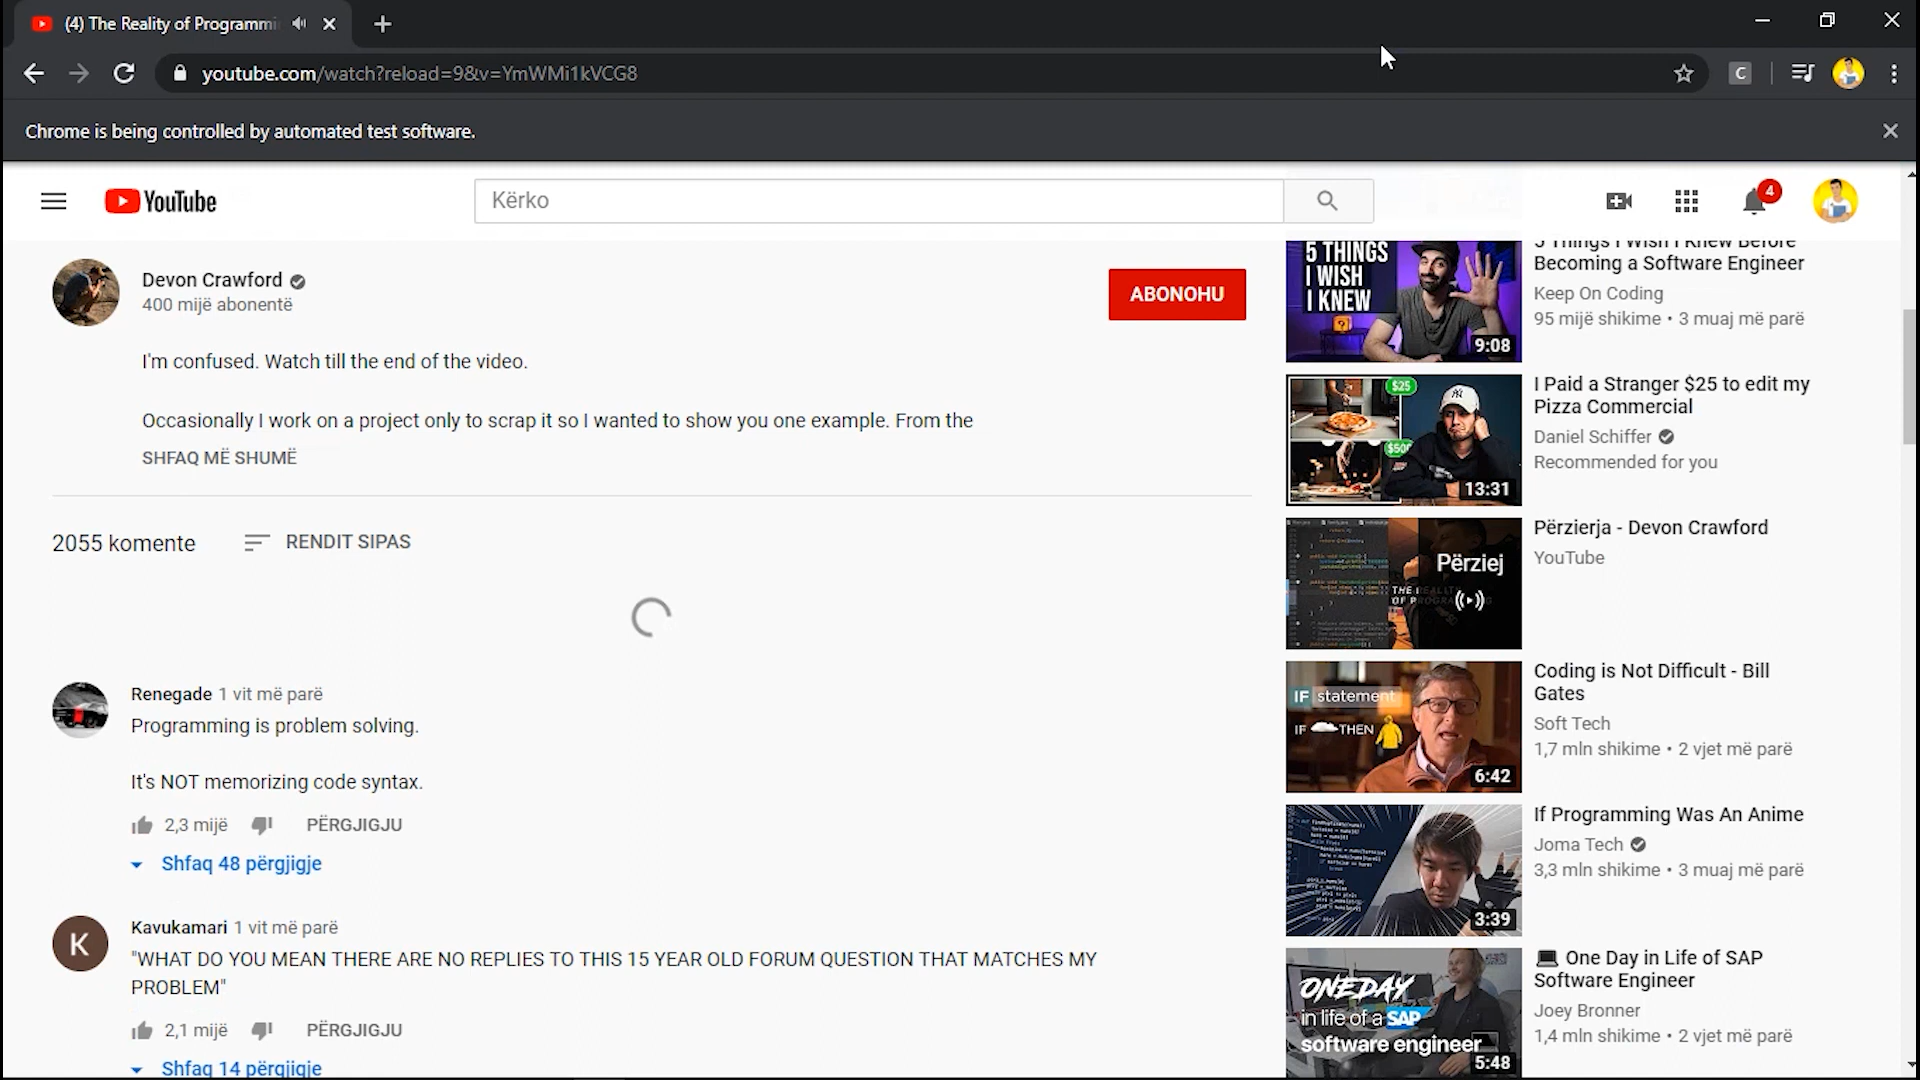 (4) The Reality of Programmi
youtube.com/watch?reload=9&v=YmWMi1kVCG8
C
Chrome is being controlled by automated test software.
YouTube
Kërko
4
Devon Crawford
400 mijë abonentë
ABONOHU
I'm confused. Watch till the end of the video.
Occasionally I work on a project only to scrap it so I wanted to show you one example. From the
SHFAQ MË SHUMË
2055 komente
RENDIT SIPAS
Renegade 1 vit më parë
Programming is problem solving.
It's NOT memorizing code syntax.
2,3 mijë
PËRGJIGJU
Shfaq 48 përgjigje
K
Kavukamari 1 vit më parë
"WHAT DO YOU MEAN THERE ARE NO REPLIES TO THIS 15 YEAR OLD FORUM QUESTION THAT MATCHES MY
PROBLEM"
2,1 mijë
PËRGJIGJU
Shfaq 14 përgjigje
5 THINGS
I WISH
I KNEW
9:08
5 Things I Wish I Knew Before
Becoming a Software Engineer
Keep On Coding
95 mijë shikime • 3 muaj më parë
$25
$500
13:31
I Paid a Stranger $25 to edit my
Pizza Commercial
Daniel Schiffer
Recommended for you
Përziej
Përzierja - Devon Crawford
YouTube
IF statement
IF THEN
6:42
Coding is Not Difficult - Bill
Gates
Soft Tech
1,7 mln shikime • 2 vjet më parë
3:39
If Programming Was An Anime
Joma Tech
3,3 mln shikime • 3 muaj më parë
ONE DAY
in life of a SAP
software engineer
5:48
One Day in Life of SAP
Software Engineer
Joey Bronner
1,4 mln shikime • 2 vjet më parë